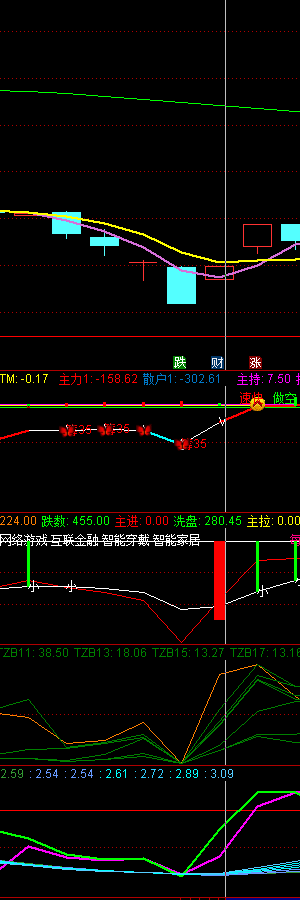 跌 财 涨
TM: -0.17 主力1: -158.62 散户1: -302.61 主持: 7.50
速停 做空
35 35 35
224.00 跌数: 455.00 主进: 0.00 洗盘: 280.45 主拉: 0.00
网络游戏 互联金融 智能穿戴 智能家居
小 小 小 小
TZB11: 38.50 TZB13: 18.06 TZB15: 13.27 TZB17: 13.18
2.59 : 2.54 : 2.54 : 2.61 : 2.72 : 2.89 : 3.09